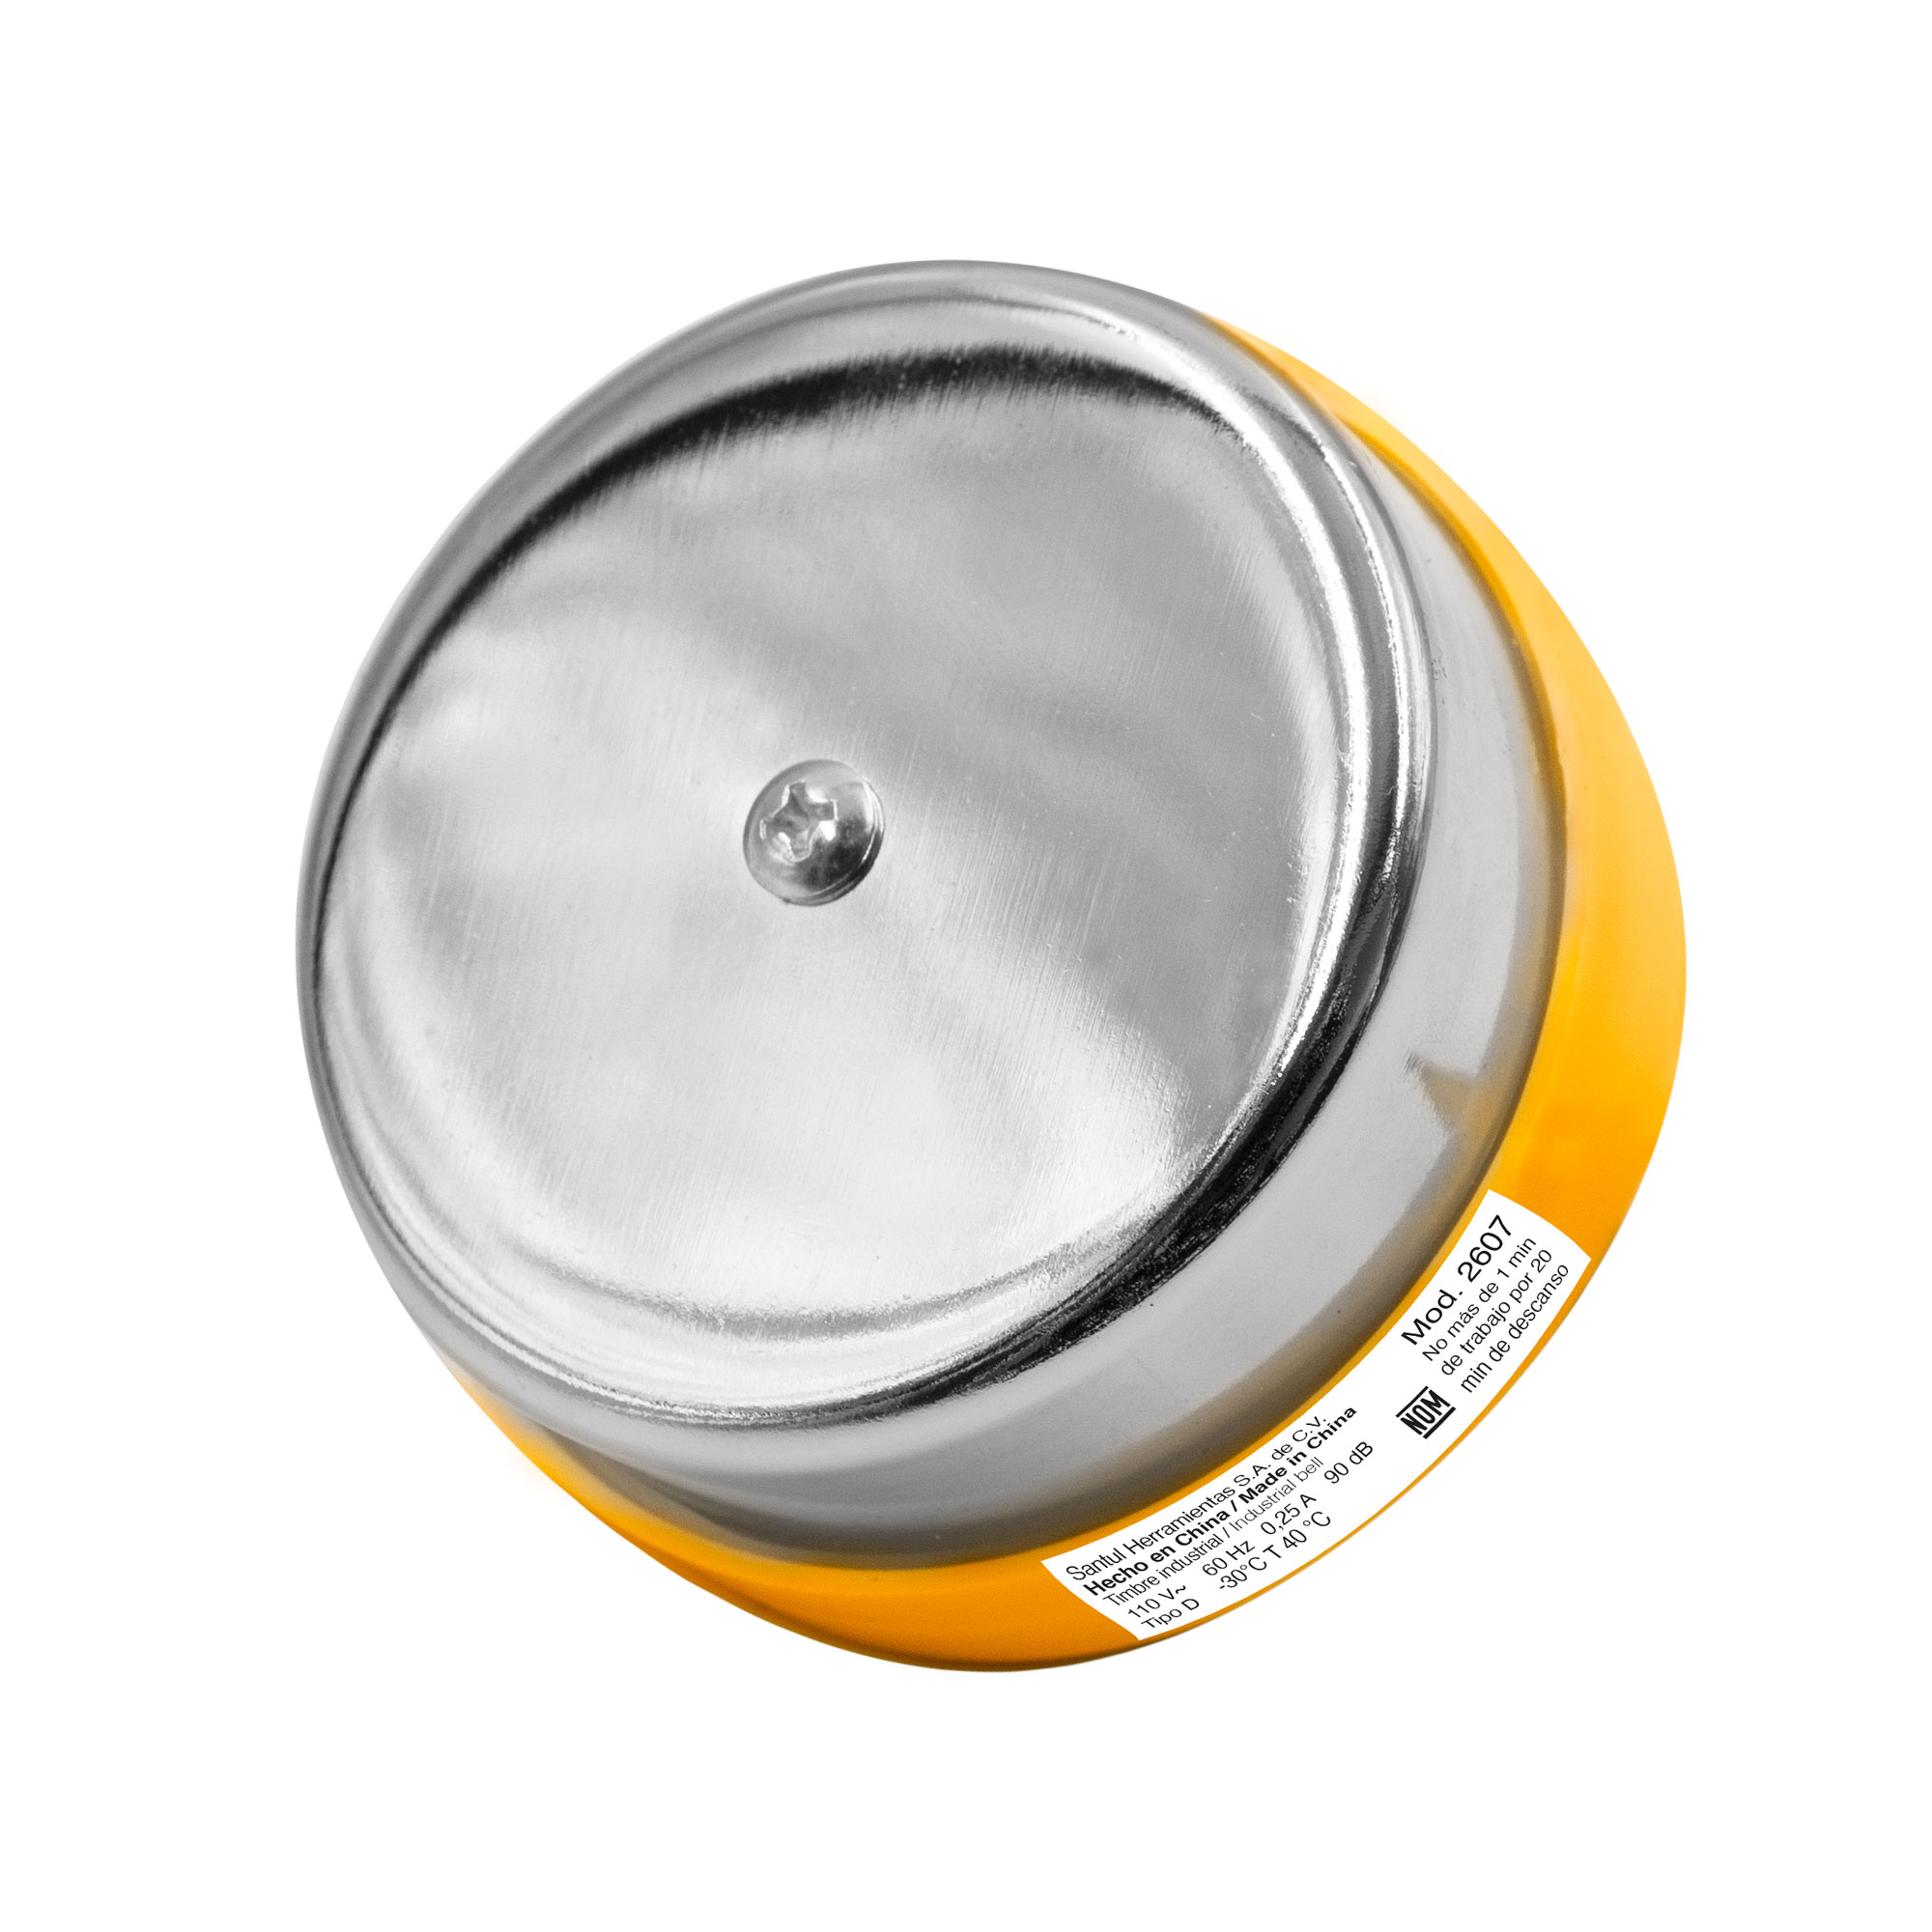 Santul Herramientas S.A. de C.V.
Hecho en China / Made in China
Timbre industrial / Industrial bell
110 V~ 60 Hz 0,25 A 90 dB
Tipo D -30°C T 40 °C
NOM
Mod. 2607
No más de 1 min
de trabajo por 20
min de descanso